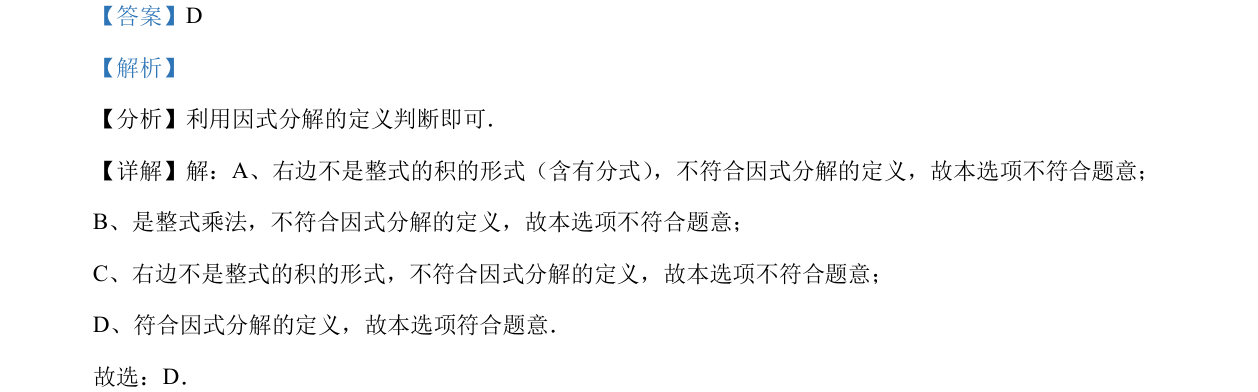 【答案】D
【解析】
【分析】利用因式分解的定义判断即可．
【详解】解：A、右边不是整式的积的形式（含有分式），不符合因式分解的定义，故本选项不符合题意；
B、是整式乘法，不符合因式分解的定义，故本选项不符合题意；
C、右边不是整式的积的形式，不符合因式分解的定义，故本选项不符合题意；
D、符合因式分解的定义，故本选项符合题意．
故选：D．